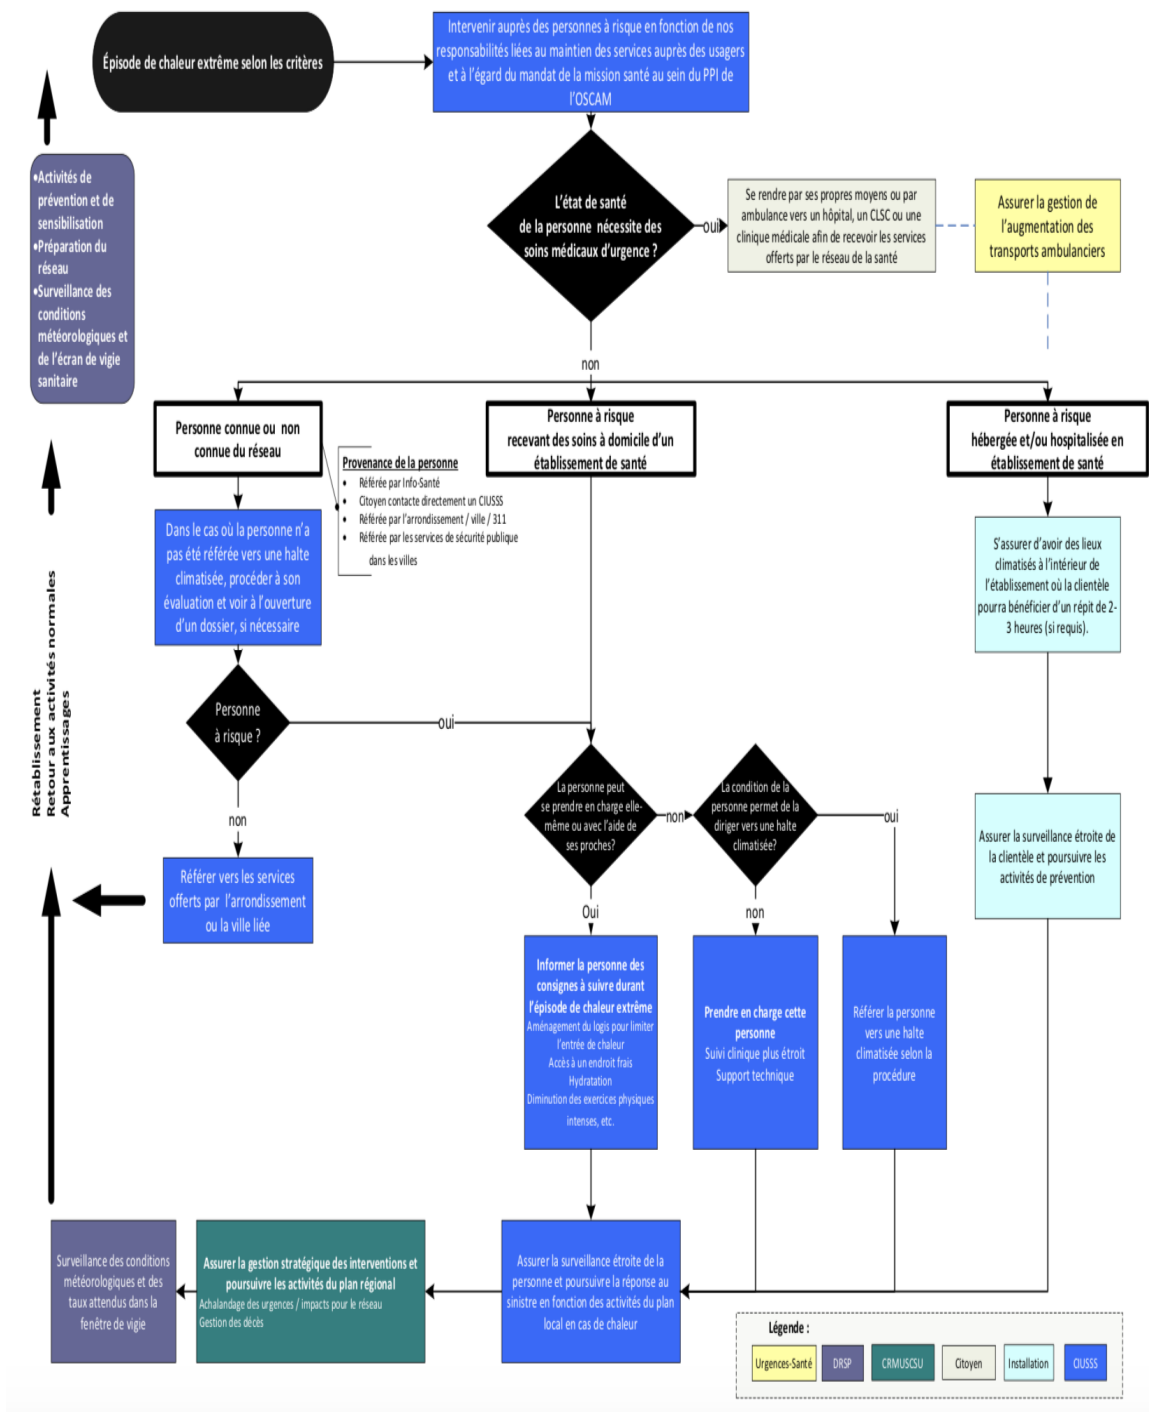 Épisode de chaleur extrême selon les critères
Intervenir auprès des personnes à risque en fonction de nos
responsabilités liées au maintien des services auprès des usagers
et à l'égard du mandat de la mission santé au sein du PPI de
l'OSCAM
•Activités de
prévention et de
sensibilisation
•Préparation du
réseau
•Surveillance des
conditions
météorologiques et
de l'écran de vigie
sanitaire
L'état de santé
de la personne nécessite des
soins médicaux d'urgence ?
oui
Se rendre par ses propres moyens ou par
ambulance vers un hôpital, un CLSC ou une
clinique médicale afin de recevoir les services
offerts par le réseau de la santé
Assurer la gestion de
l'augmentation des
transports ambulanciers
non
Personne connue ou non
connue du réseau
Personne à risque
recevant des soins à domicile d'un
établissement de santé
Personne à risque
hébergée et/ou hospitalisée en
établissement de santé
Provenance de la personne
• Référée par Info-Santé
• Citoyen contacte directement un CIUSSS
• Référée par l'arrondissement / ville / 311
• Référée par les services de sécurité publique
dans les villes
Dans le cas où la personne n'a
pas été référée vers une halte
climatisée, procéder à son
évaluation et voir à l'ouverture
d'un dossier, si nécessaire
S'assurer d'avoir des lieux
climatisés à l'intérieur de
l'établissement où la clientèle
pourra bénéficier d'un répit de 2-
3 heures (si requis).
Rétablissement
Retour aux activités normales
Apprentissages
Personne
à risque ?
oui
non
La personne peut
se prendre en charge elle-
même ou avec l'aide de
ses proches?
non
La condition de la
personne permet de la
diriger vers une halte
climatisée?
oui
Assurer la surveillance étroite de
la clientèle et poursuivre les
activités de prévention
Référer vers les services
offerts par l'arrondissement
ou la ville liée
Oui
non
Informer la personne des
consignes à suivre durant
l'épisode de chaleur extrême
Aménagement du logis pour limiter
l'entrée de chaleur
Accès à un endroit frais
Hydratation
Diminution des exercices physiques
intenses, etc.
Prendre en charge cette
personne
Suivi clinique plus étroit
Support technique
Référer la personne
vers une halte
climatisée selon la
procédure
Surveillance des conditions
météorologiques et des
taux attendus dans la
fenêtre de vigie
Assurer la gestion stratégique des interventions et
poursuivre les activités du plan régional
Achalandage des urgences / impacts pour le réseau
Gestion des décès
Assurer la surveillance étroite de la
personne et poursuivre la réponse au
sinistre en fonction des activités du plan
local en cas de chaleur
Légende :
Urgences-Santé
DRSP
CRMUSCSU
Citoyen
Installation
CIUSSS